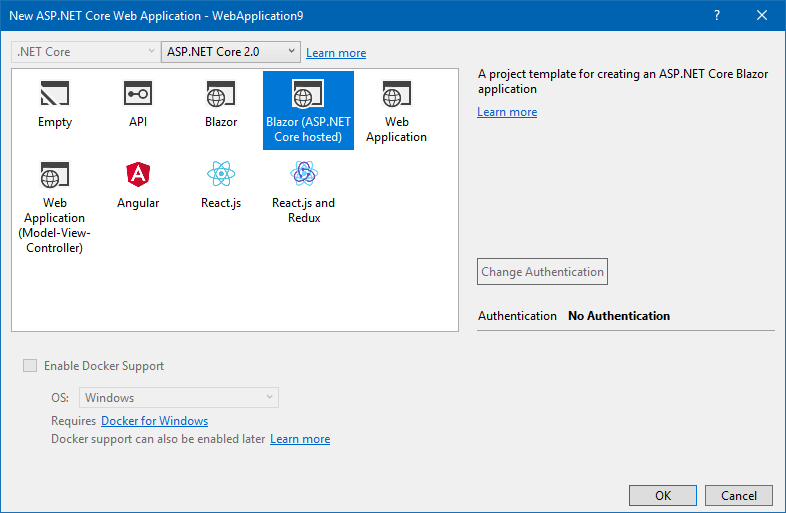 New ASP.NET Core Web Application - WebApplication9
?
.NET Core
ASP.NET Core 2.0
Learn more
Empty
API
Blazor
Blazor (ASP.NET
Core hosted)
Web
Application
Web
Application
(Model-View-
Controller)
Angular
React.js
React.js and
Redux
A project template for creating an ASP.NET Core Blazor
application
Learn more
Change Authentication
Authentication No Authentication
Enable Docker Support
OS: Windows
Requires Docker for Windows
Docker support can also be enabled later Learn more
OK
Cancel